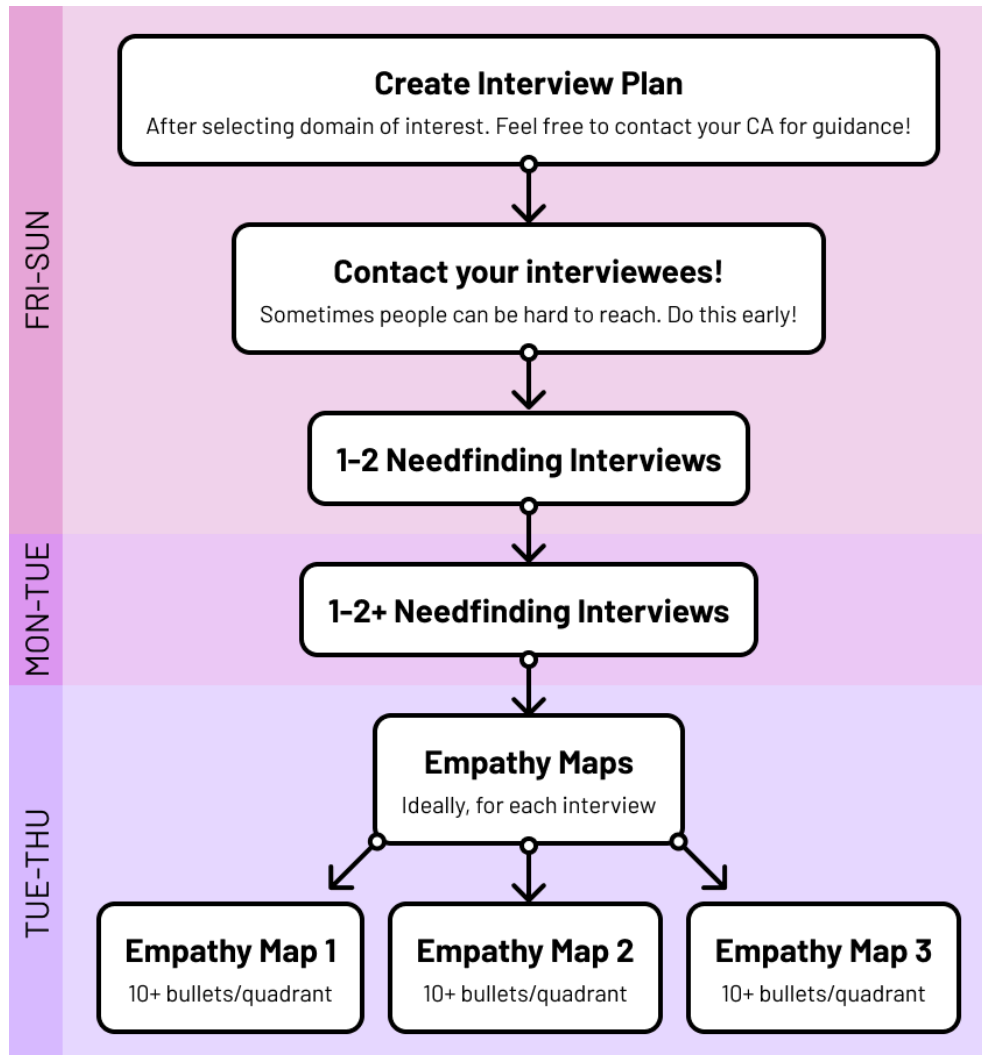 FRI-SUN
Create Interview Plan
After selecting domain of interest. Feel free to contact your CA for guidance!
Contact your interviewees!
Sometimes people can be hard to reach. Do this early!
1-2 Needfinding Interviews
MON-TUE
1-2+ Needfinding Interviews
TUE-THU
Empathy Maps
Ideally, for each interview
Empathy Map 1
10+ bullets/quadrant
Empathy Map 2
10+ bullets/quadrant
Empathy Map 3
10+ bullets/quadrant